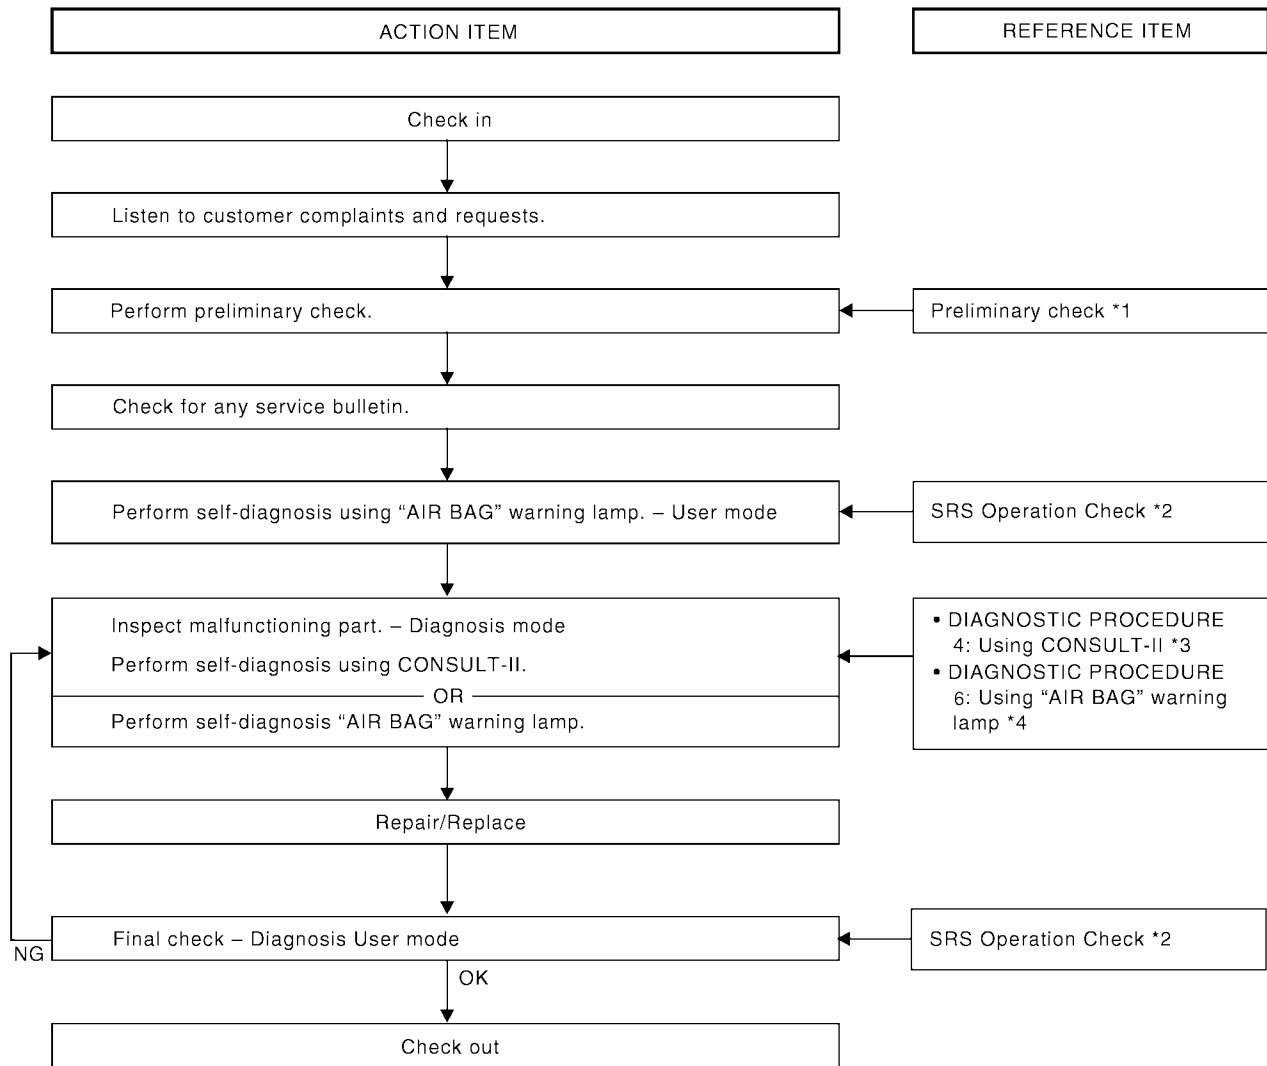 ACTION ITEM
REFERENCE ITEM
Check in
Listen to customer complaints and requests.
Perform preliminary check.
Preliminary check *1
Check for any service bulletin.
Perform self-diagnosis using “AIR BAG” warning lamp. – User mode
SRS Operation Check *2
Inspect malfunctioning part. – Diagnosis mode
Perform self-diagnosis using CONSULT-II.
OR
Perform self-diagnosis “AIR BAG” warning lamp.
• DIAGNOSTIC PROCEDURE
4: Using CONSULT-II *3
• DIAGNOSTIC PROCEDURE
6: Using “AIR BAG” warning
lamp *4
Repair/Replace
Final check – Diagnosis User mode
SRS Operation Check *2
NG
OK
Check out